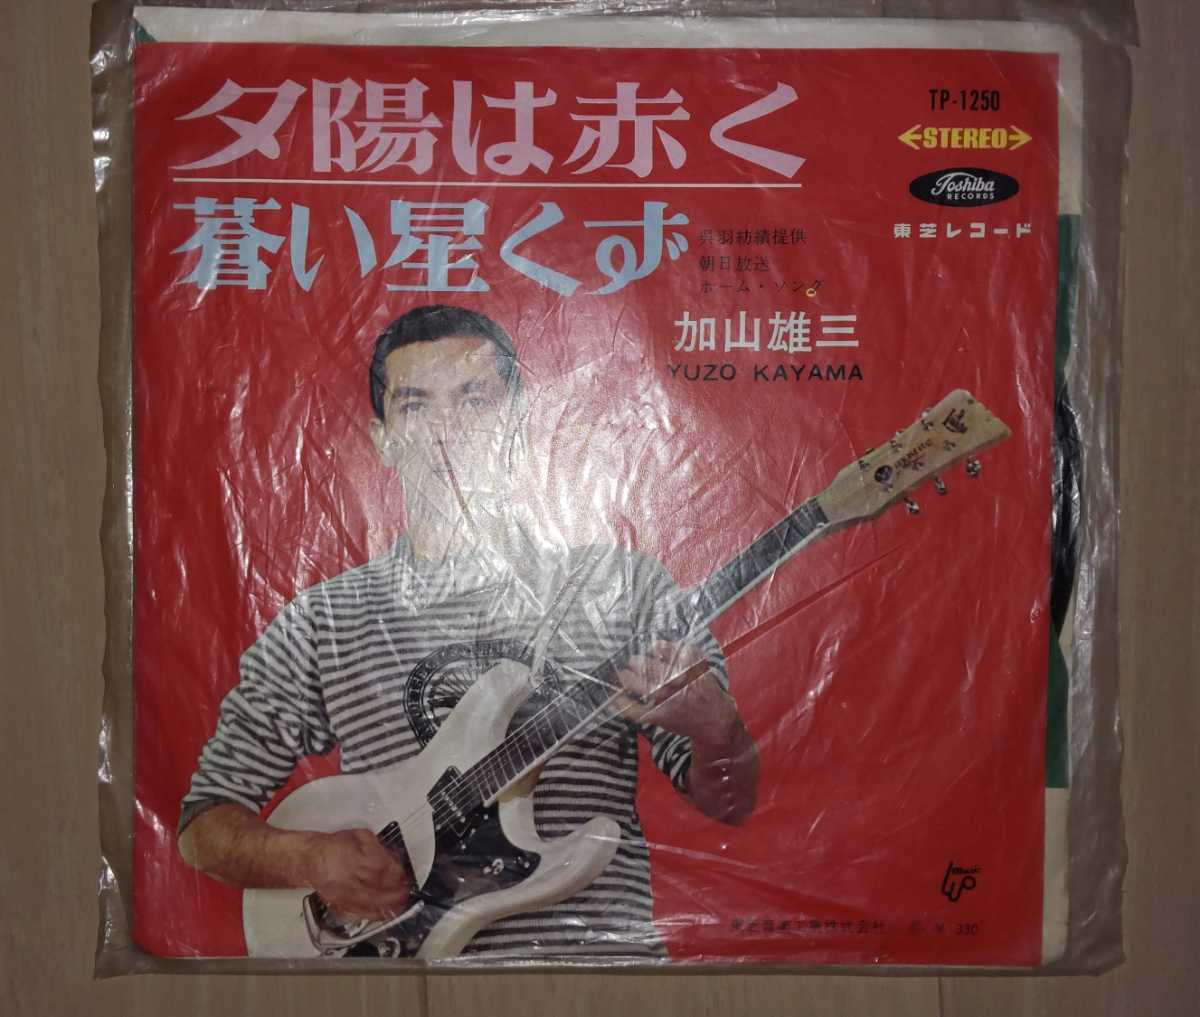 夕陽は赤く
蒼い星くず
TP-1250
STEREO
Toshiba
RECORDS
東芝レコード
呉羽紡績提供
朝日放送
ホーム・ソング
加山雄三
YUZO KAYAMA
mosrite
music
東芝音楽工業株式会社
¥ 330